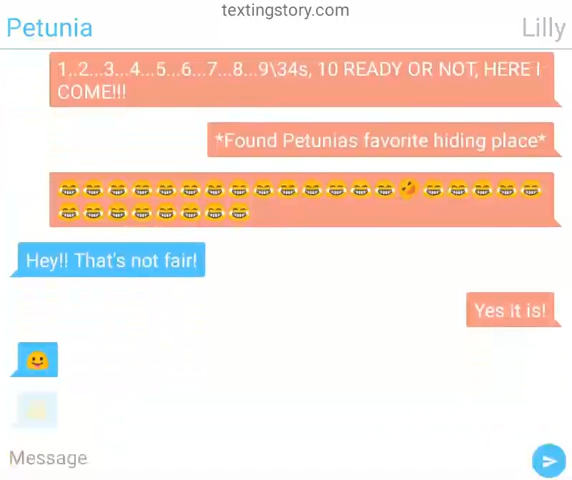 textingstory.com
Petunia
Lilly
1..2...3...4...5...6...7...8...9\34s, 10 READY OR NOT, HERE I
COME!!!
*Found Petunias favorite hiding place*
😂😂😂😂😂😂😂😂😂😂😂😂😂😂🤣😂😂😂😂😂
😂😂😂😂😂😂😂😂
Hey!! That's not fair!
Yes it is!
😛
Message